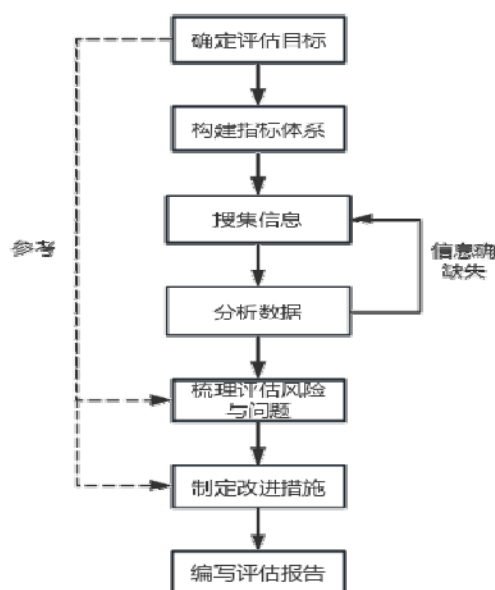 确定评估目标
构建指标体系
搜集信息
参考
信息确
缺失
分析数据
梳理评估风险
与问题
制定改进措施
编写评估报告